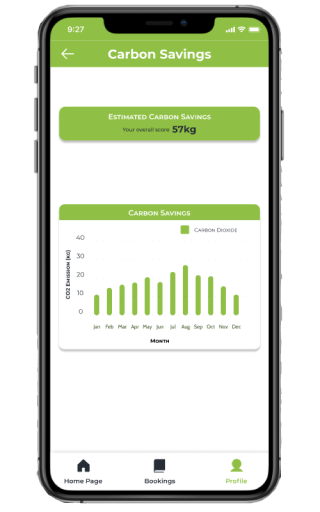 9:27
Carbon Savings
Estimated Carbon Savings
Your overall score 57kg
Carbon Savings
Carbon Dioxide
40
30
20
10
0
CO2 Emission (kg)
Jan Feb Mar Apr May Jun Jul Aug Sep Oct Nov Dec
Month
Home Page Bookings Profile